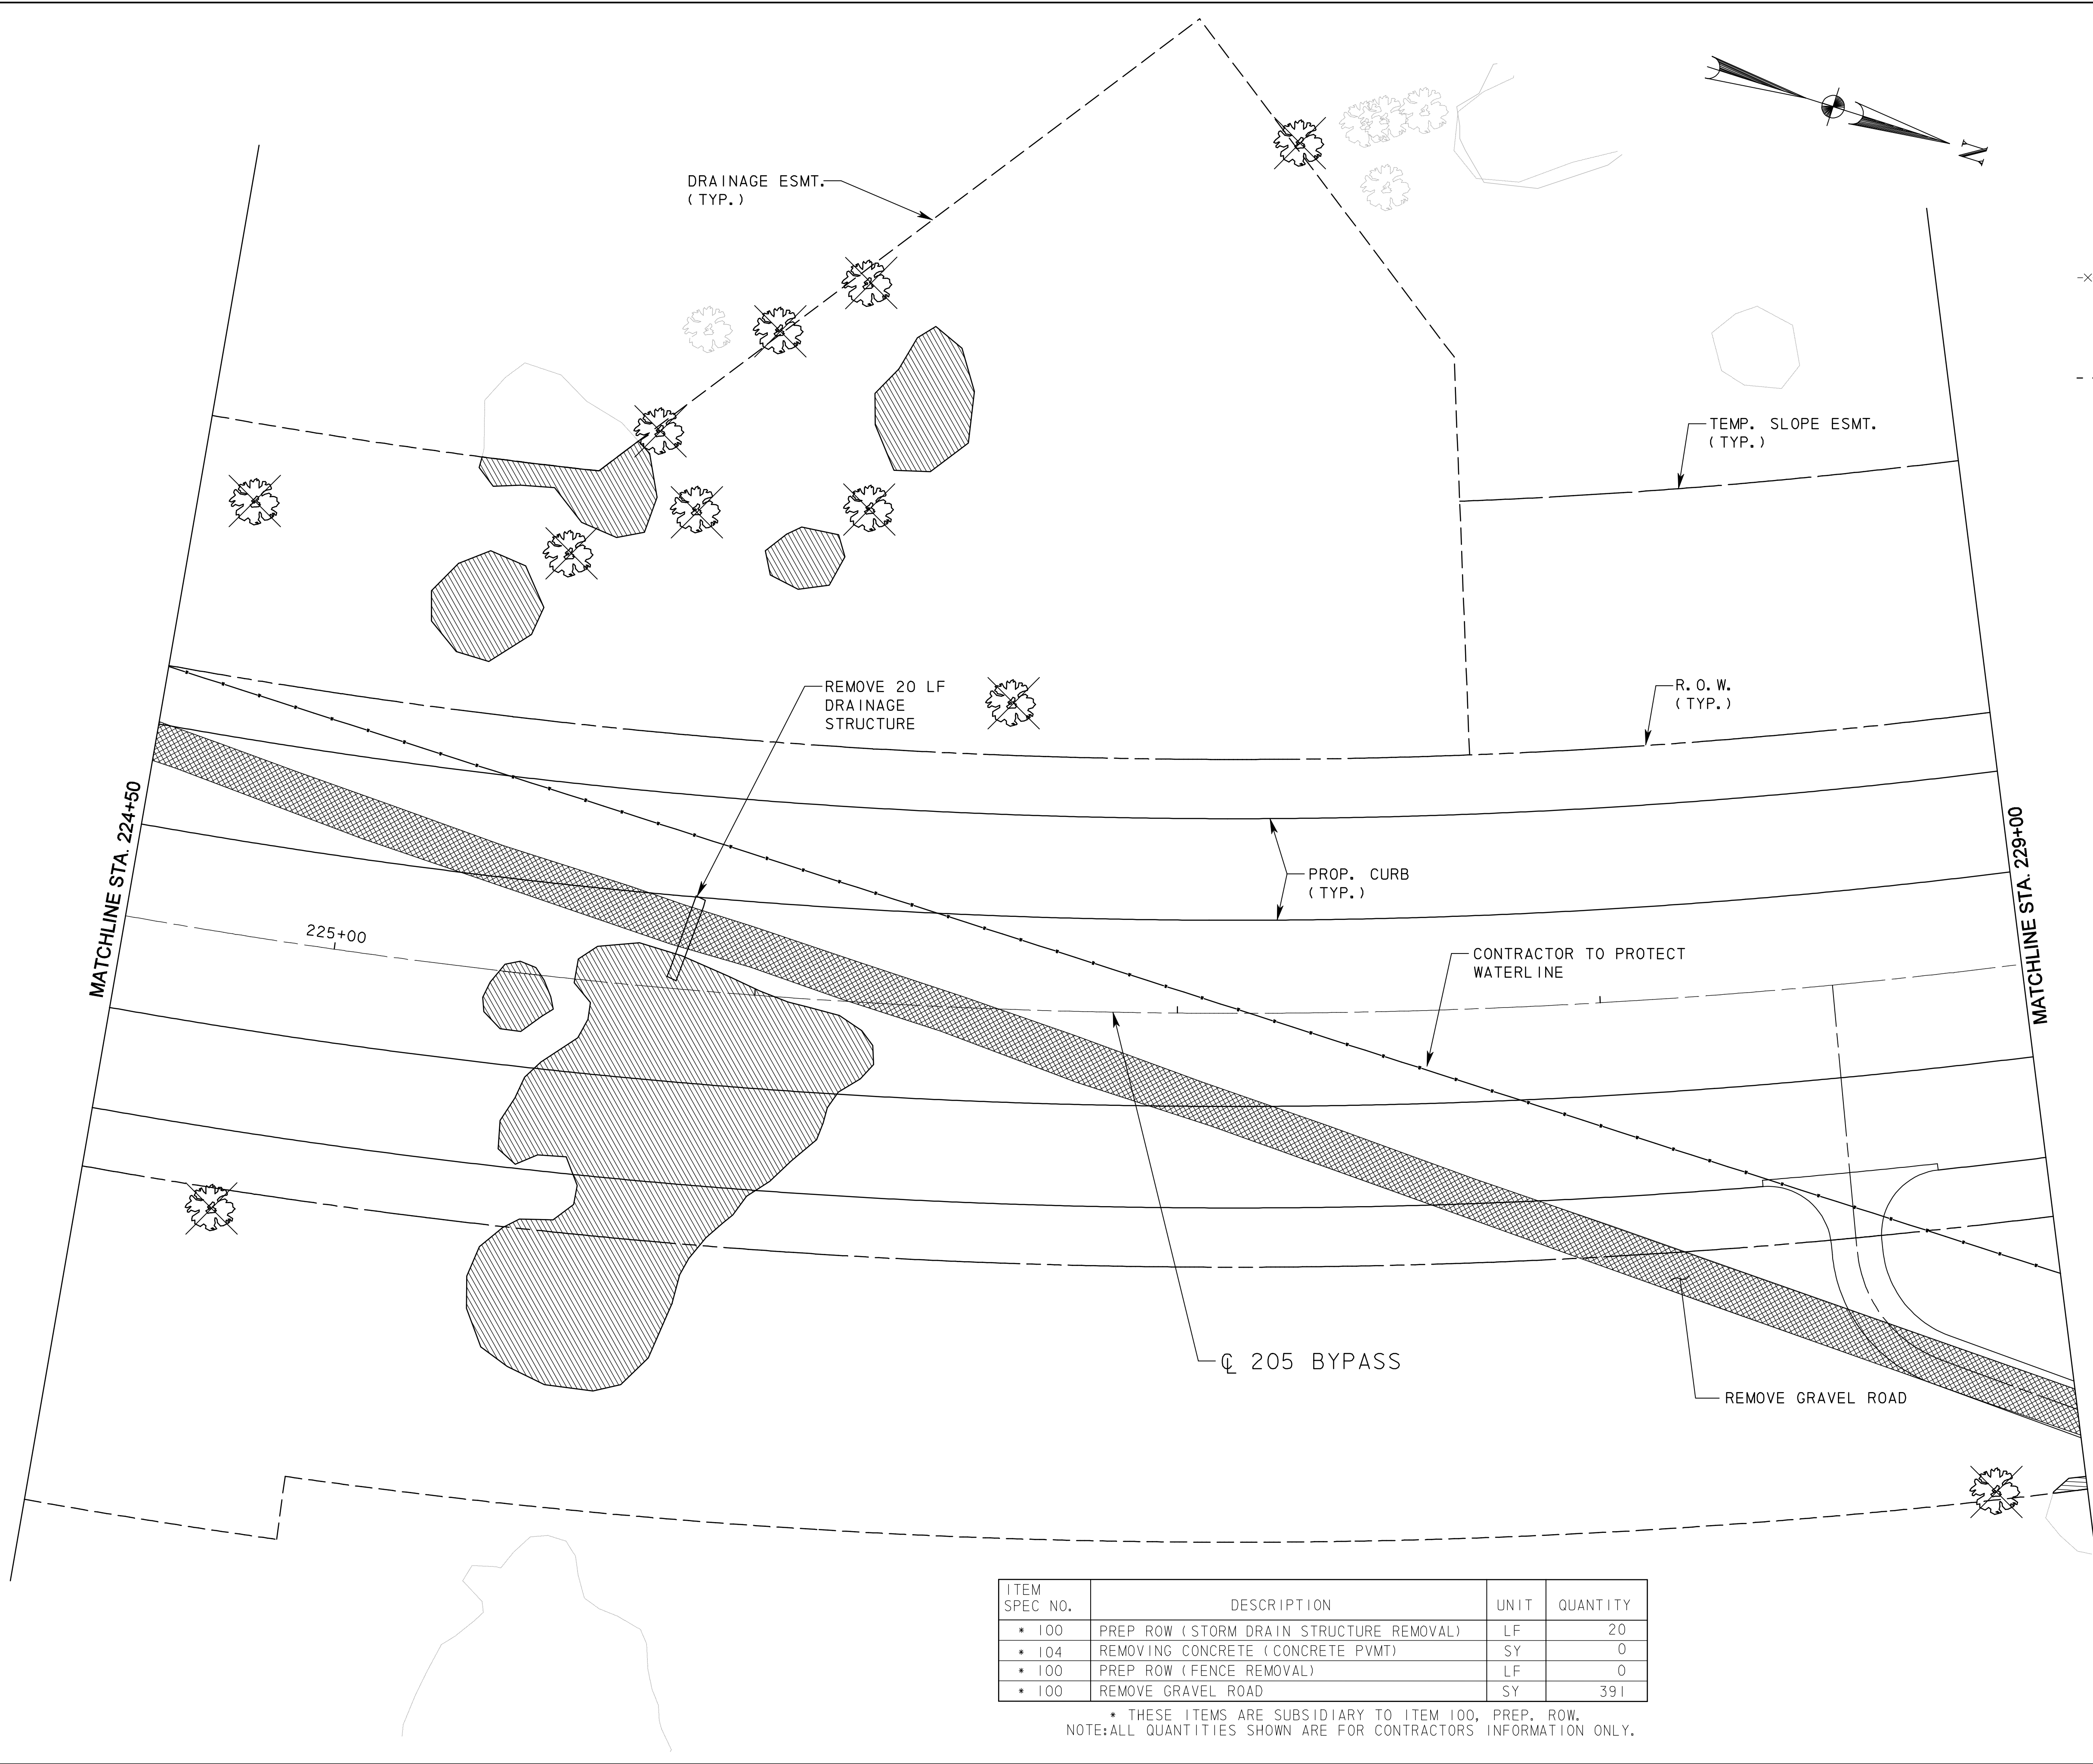 N
DRAINAGE ESMT.
(TYP.)
TEMP. SLOPE ESMT.
(TYP.)
REMOVE 20 LF
DRAINAGE
STRUCTURE
R.O.W.
(TYP.)
MATCHLINE STA. 224+50
MATCHLINE STA. 229+00
PROP. CURB
(TYP.)
225+00
CONTRACTOR TO PROTECT
WATERLINE
℄ 205 BYPASS
REMOVE GRAVEL ROAD
ITEM
SPEC NO. DESCRIPTION UNIT QUANTITY
* 100 PREP ROW (STORM DRAIN STRUCTURE REMOVAL) LF 20
* 104 REMOVING CONCRETE (CONCRETE PVMT) SY 0
* 100 PREP ROW (FENCE REMOVAL) LF 0
* 100 REMOVE GRAVEL ROAD SY 391
* THESE ITEMS ARE SUBSIDIARY TO ITEM 100, PREP. ROW.
NOTE:ALL QUANTITIES SHOWN ARE FOR CONTRACTORS INFORMATION ONLY.